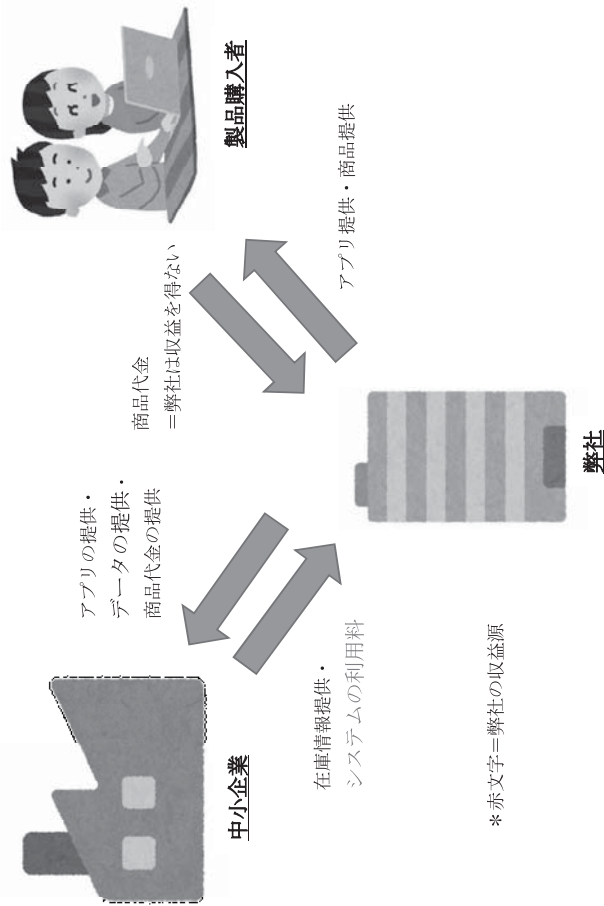 アプリの提供・
データの提供・
商品代金の提供
商品代金
＝弊社は収益を得ない
中小企業
製品購入者
在庫情報提供・
システムの利用料
アプリ提供・商品提供
＊赤文字＝弊社の収益源
弊社